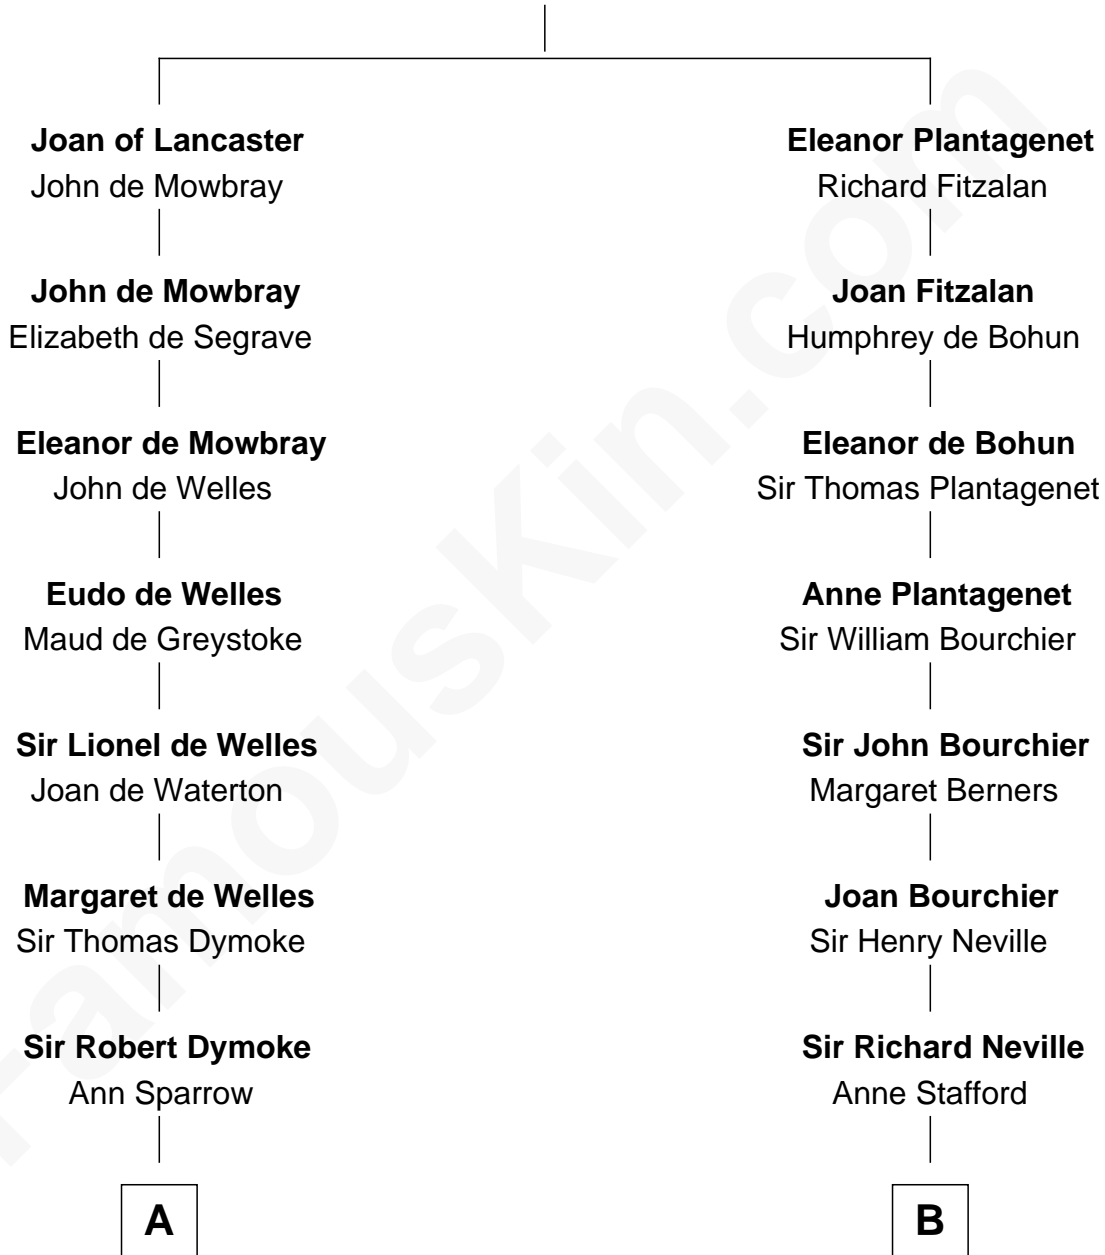 Joan of Lancaster
John de Mowbray
John de Mowbray
Elizabeth de Segrave
Eleanor de Mowbray
John de Welles
Eudo de Welles
Maud de Greystoke
Sir Lionel de Welles
Joan de Waterton
Margaret de Welles
Sir Thomas Dymoke
Sir Robert Dymoke
Ann Sparrow
A
Eleanor Plantagenet
Richard Fitzalan
Joan Fitzalan
Humphrey de Bohun
Eleanor de Bohun
Sir Thomas Plantagenet
Anne Plantagenet
Sir William Bourchier
Sir John Bourchier
Margaret Berners
Joan Bourchier
Sir Henry Neville
Sir Richard Neville
Anne Stafford
B
FamousKin.com